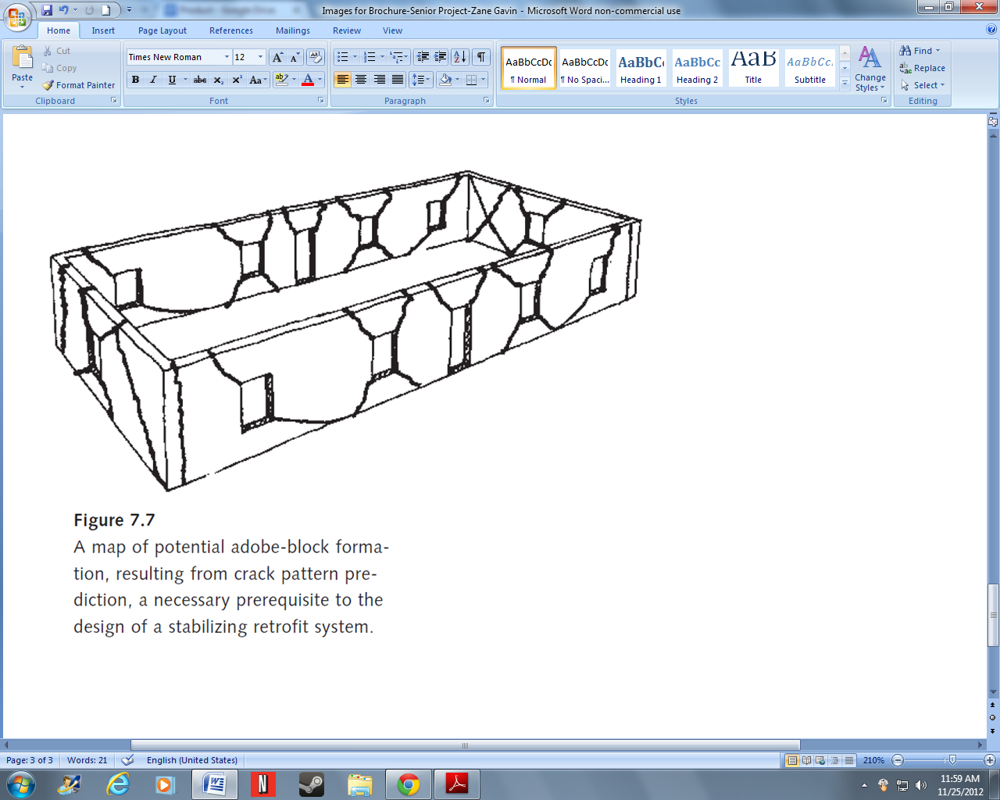 Images for Brochure-Senior Project-Zane Gavin - Microsoft Word non-commercial use
Home Insert Page Layout References Mailings Review View
Paste
Cut
Copy
Format Painter
Clipboard
Times New Roman 12
B I U abc x₂ x² Aa
Font
Paragraph
AaBbCcDc AaBbCcDc AaBbC AaBbCc AaB AaBbCc
¶ Normal ¶ No Spaci... Heading 1 Heading 2 Title Subtitle
Change
Styles
Styles
Find
Replace
Select
Editing
Figure 7.7
A map of potential adobe-block forma-
tion, resulting from crack pattern pre-
diction, a necessary prerequisite to the
design of a stabilizing retrofit system.
Page: 3 of 3 Words: 21 English (United States) 210%
11:59 AM
11/25/2012